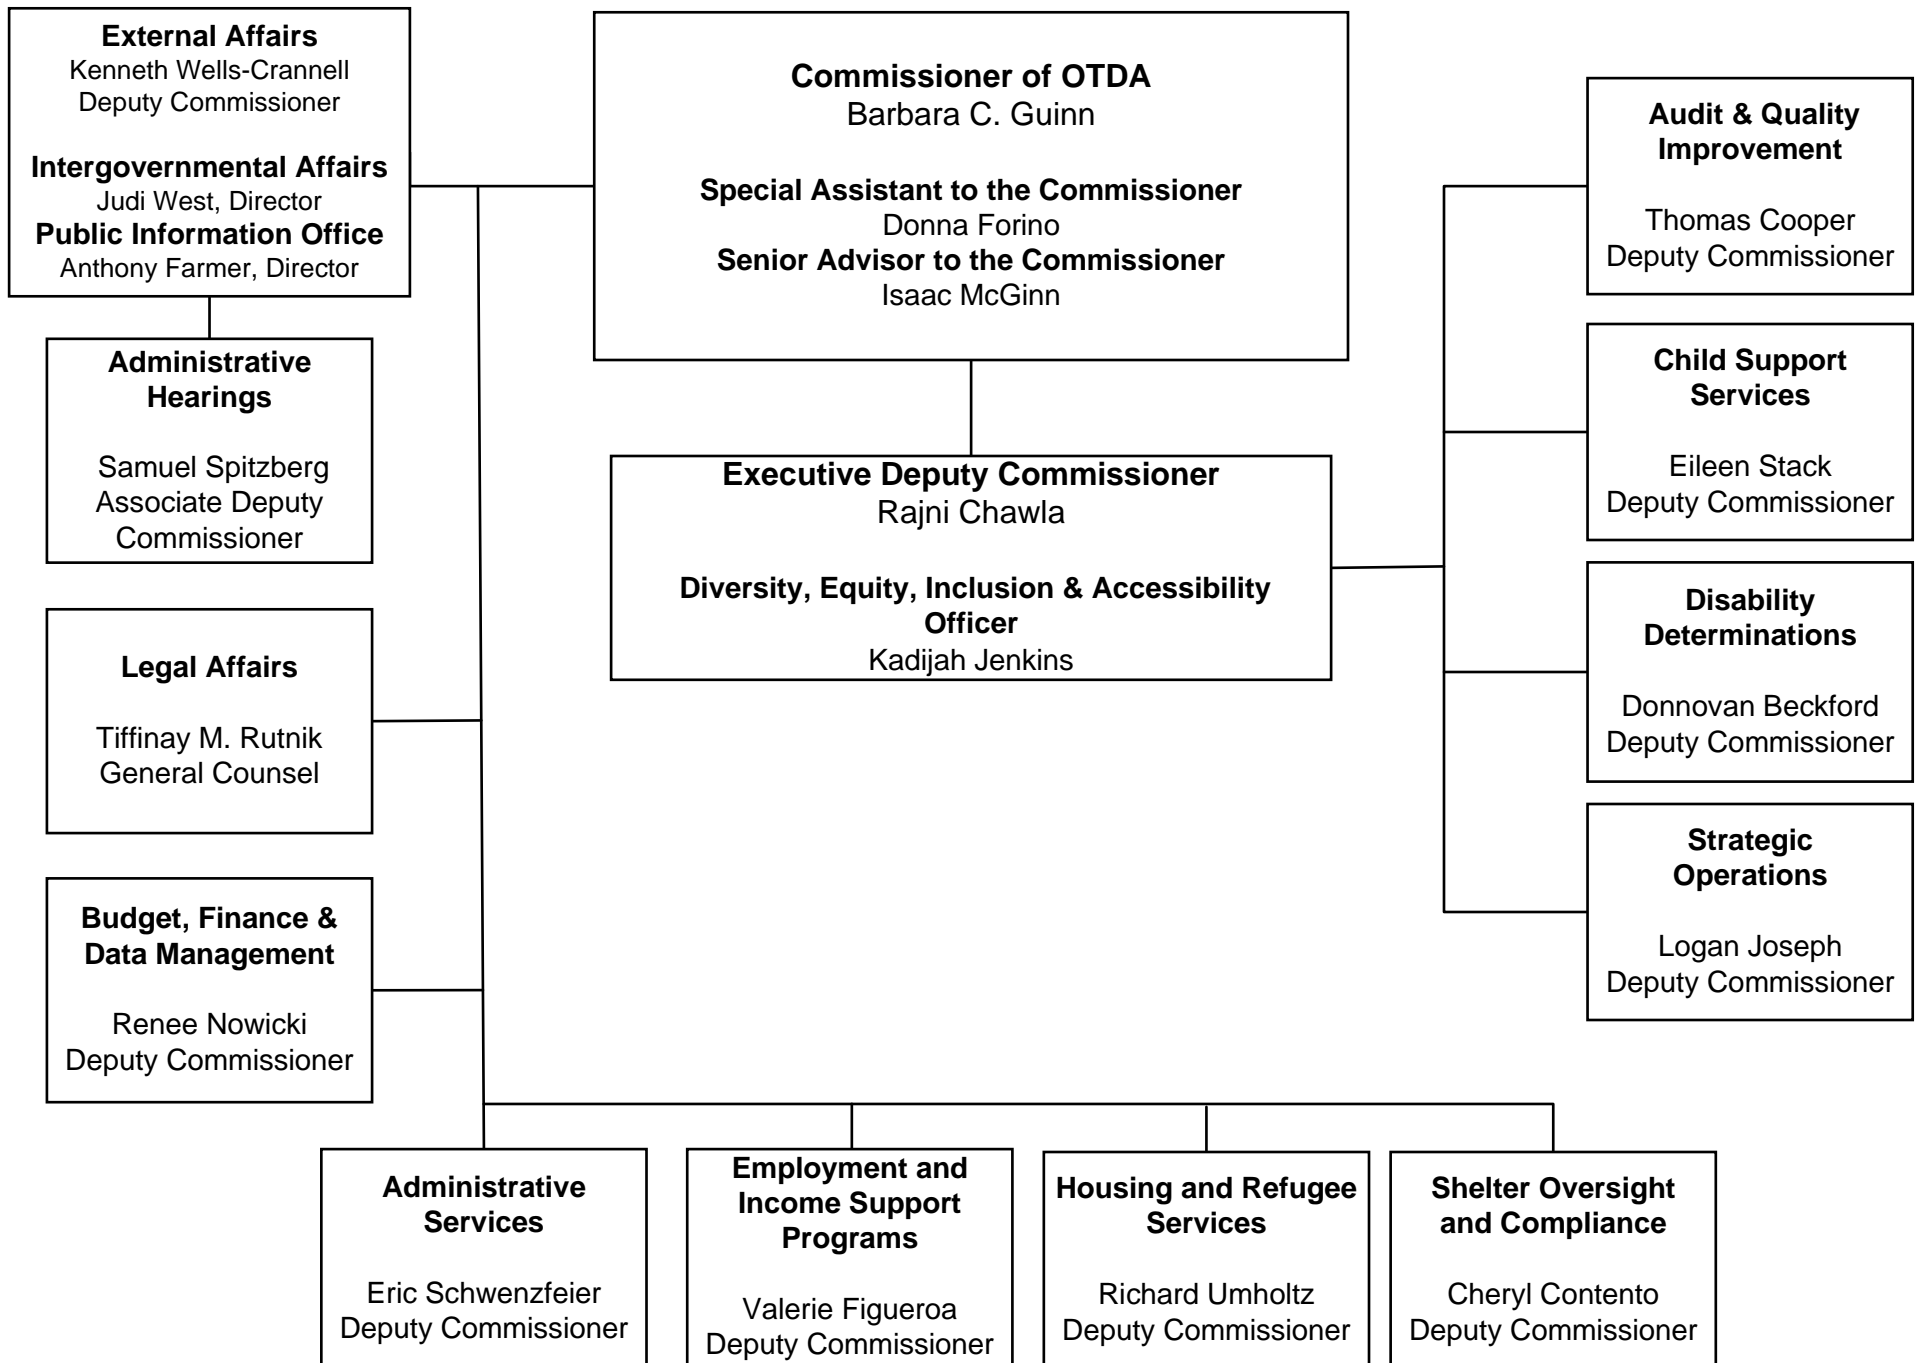 External Affairs
Kenneth Wells-Crannell
Deputy Commissioner
Intergovernmental Affairs
Judi West, Director
Public Information Office
Anthony Farmer, Director
Commissioner of OTDA
Barbara C. Guinn
Special Assistant to the Commissioner
Donna Forino
Senior Advisor to the Commissioner
Isaac McGinn
Audit & Quality
Improvement
Thomas Cooper
Deputy Commissioner
Administrative
Hearings
Samuel Spitzberg
Associate Deputy
Commissioner
Executive Deputy Commissioner
Rajni Chawla
Diversity, Equity, Inclusion & Accessibility
Officer
Kadijah Jenkins
Child Support
Services
Eileen Stack
Deputy Commissioner
Legal Affairs
Tiffinay M. Rutnik
General Counsel
Disability
Determinations
Donnovan Beckford
Deputy Commissioner
Budget, Finance &
Data Management
Renee Nowicki
Deputy Commissioner
Strategic
Operations
Logan Joseph
Deputy Commissioner
Administrative
Services
Eric Schwenzfeier
Deputy Commissioner
Employment and
Income Support
Programs
Valerie Figueroa
Deputy Commissioner
Housing and Refugee
Services
Richard Umholtz
Deputy Commissioner
Shelter Oversight
and Compliance
Cheryl Contento
Deputy Commissioner